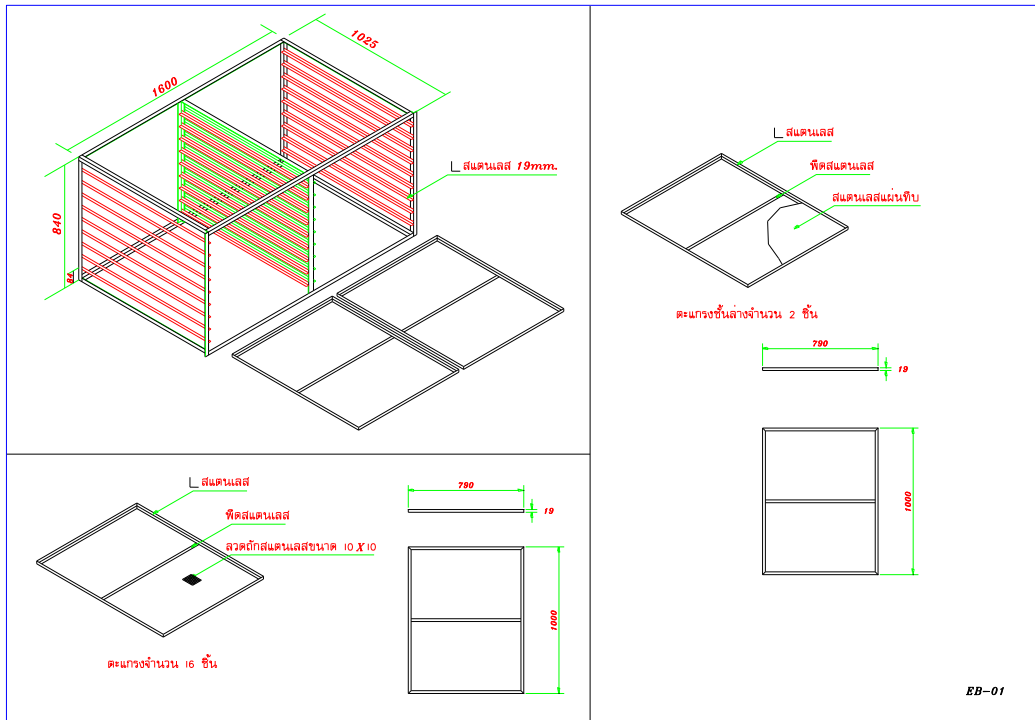 1600
1025
840
84
∟ สแตนเลส 19mm.
∟ สแตนเลส
พืดสแตนเลส
สแตนเลสแผ่นทึบ
ตะแกรงชั้นล่างจำนวน 2 ชิ้น
790
19
1000
∟ สแตนเลส
พืดสแตนเลส
ลวดถักสแตนเลสขนาด 10 X 10
ตะแกรงจำนวน 16 ชิ้น
790
19
1000
EB-01